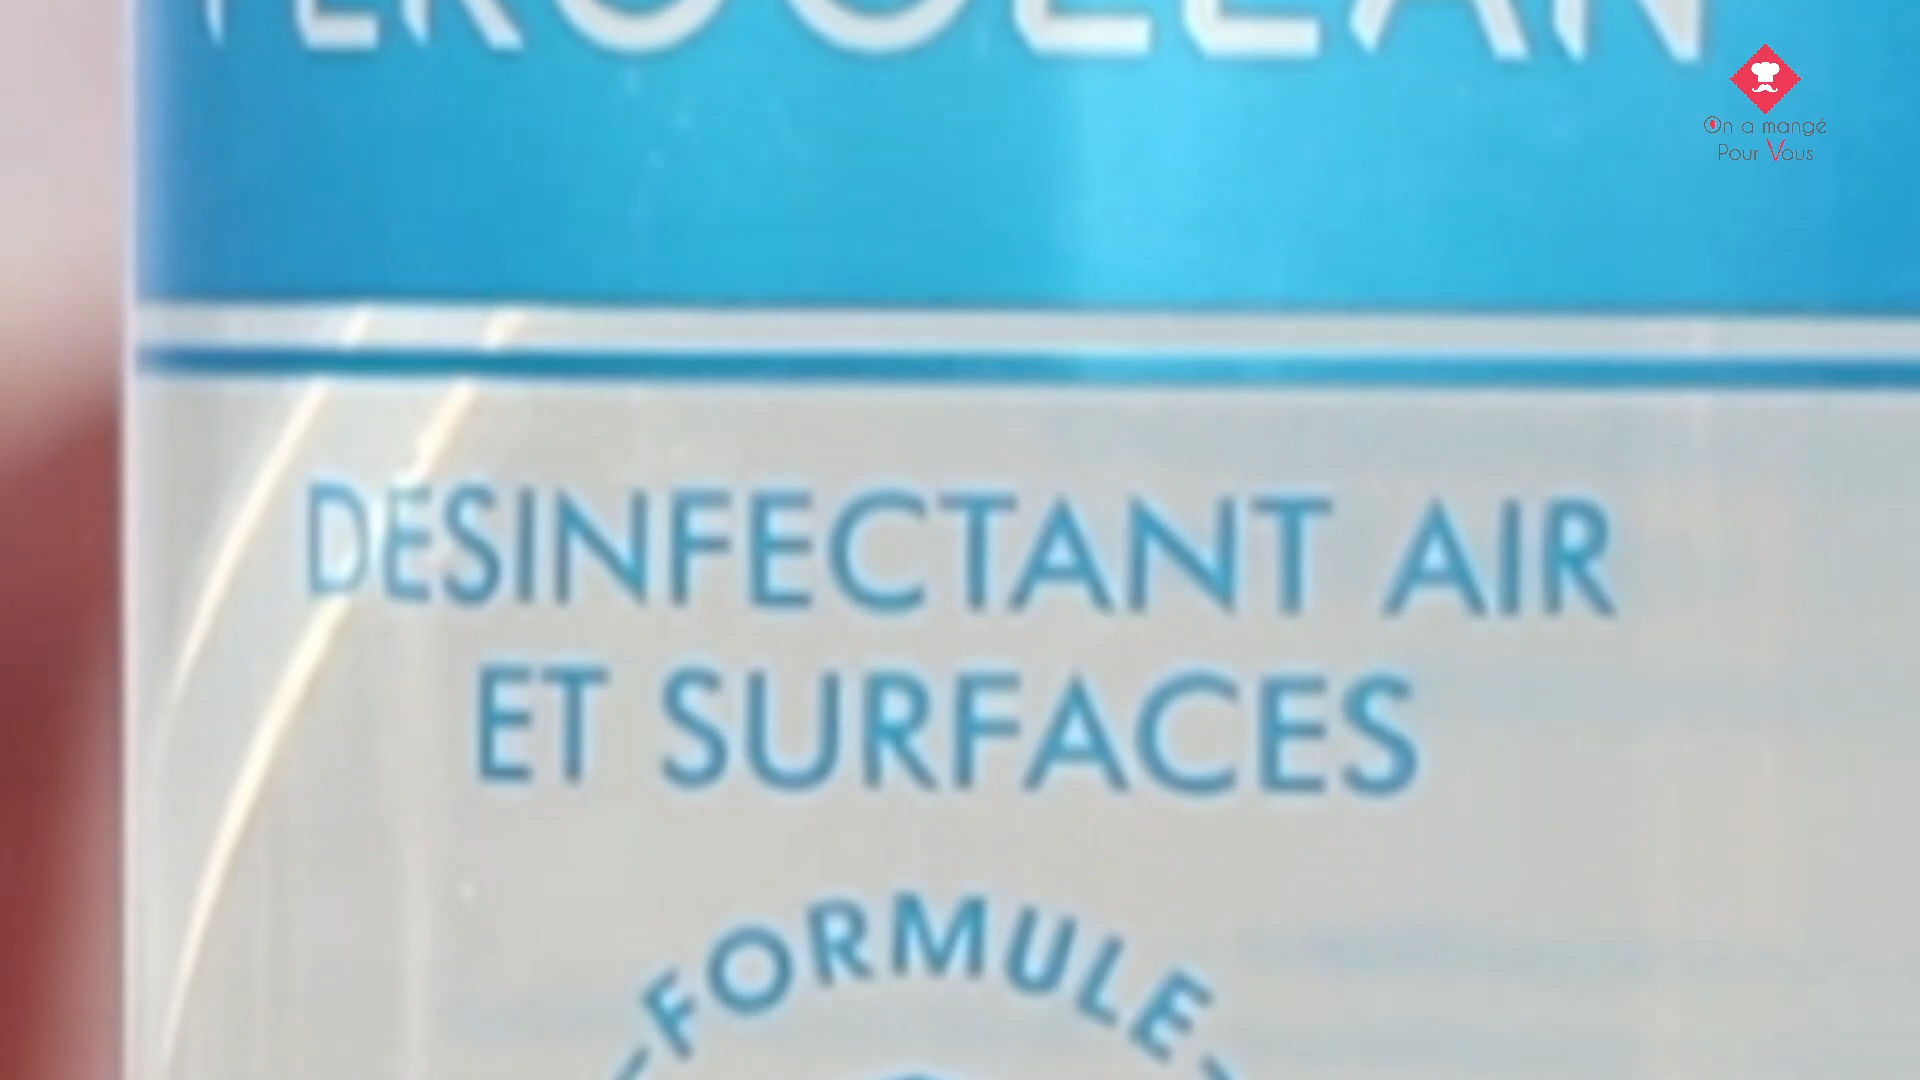 On a mangé
Pour Vous
DESINFECTANT AIR
ET SURFACES
FORMULE